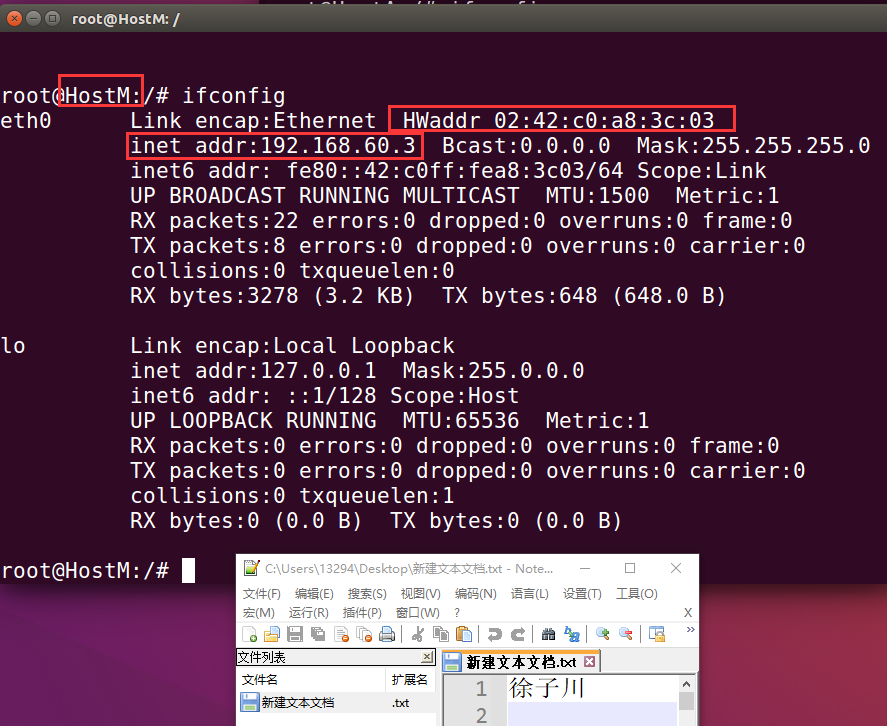 root@HostM: /
root@HostM:/# ifconfig
eth0 Link encap:Ethernet HWaddr 02:42:c0:a8:3c:03
inet addr:192.168.60.3 Bcast:0.0.0.0 Mask:255.255.255.0
inet6 addr: fe80::42:c0ff:fea8:3c03/64 Scope:Link
UP BROADCAST RUNNING MULTICAST MTU:1500 Metric:1
RX packets:22 errors:0 dropped:0 overruns:0 frame:0
TX packets:8 errors:0 dropped:0 overruns:0 carrier:0
collisions:0 txqueuelen:0
RX bytes:3278 (3.2 KB) TX bytes:648 (648.0 B)
lo Link encap:Local Loopback
inet addr:127.0.0.1 Mask:255.0.0.0
inet6 addr: ::1/128 Scope:Host
UP LOOPBACK RUNNING MTU:65536 Metric:1
RX packets:0 errors:0 dropped:0 overruns:0 frame:0
TX packets:0 errors:0 dropped:0 overruns:0 carrier:0
collisions:0 txqueuelen:1
RX bytes:0 (0.0 B) TX bytes:0 (0.0 B)
root@HostM:/#
C:\Users\13294\Desktop\新建文本文档.txt - Note...
文件(F) 编辑(E) 搜索(S) 视图(V) 编码(N) 语言(L) 设置(T) 工具(O)
宏(M) 运行(R) 插件(P) 窗口(W) ? X
文件列表
新建文本文档.txt
文件名 扩展名
新建文本文档 .txt
1 徐子川
2